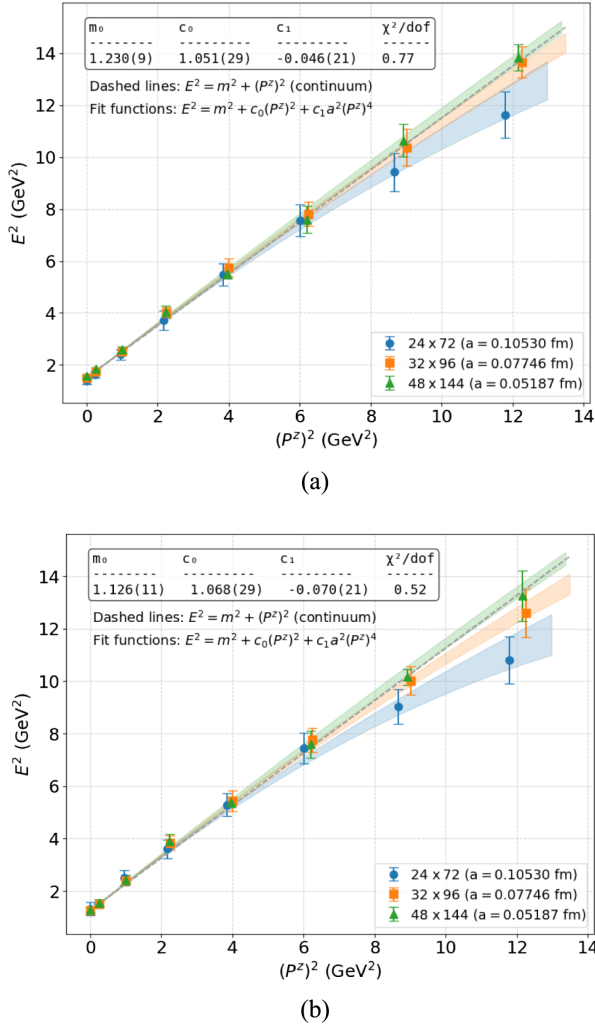 m₀ c₀ c₁ χ²/dof
-------- -------- -------- ------
1.230(9) 1.051(29) -0.046(21) 0.77
Dashed lines: E² = m² + (Pᶻ)² (continuum)
Fit functions: E² = m² + c₀(Pᶻ)² + c₁a²(Pᶻ)⁴
14
12
10
8
6
4
2
E² (GeV²)
24 x 72 (a = 0.10530 fm)
32 x 96 (a = 0.07746 fm)
48 x 144 (a = 0.05187 fm)
0 2 4 6 8 10 12 14
(Pᶻ)² (GeV²)
(a)
m₀ c₀ c₁ χ²/dof
-------- -------- -------- ------
1.126(11) 1.068(29) -0.070(21) 0.52
Dashed lines: E² = m² + (Pᶻ)² (continuum)
Fit functions: E² = m² + c₀(Pᶻ)² + c₁a²(Pᶻ)⁴
14
12
10
8
6
4
2
E² (GeV²)
24 x 72 (a = 0.10530 fm)
32 x 96 (a = 0.07746 fm)
48 x 144 (a = 0.05187 fm)
0 2 4 6 8 10 12 14
(Pᶻ)² (GeV²)
(b)